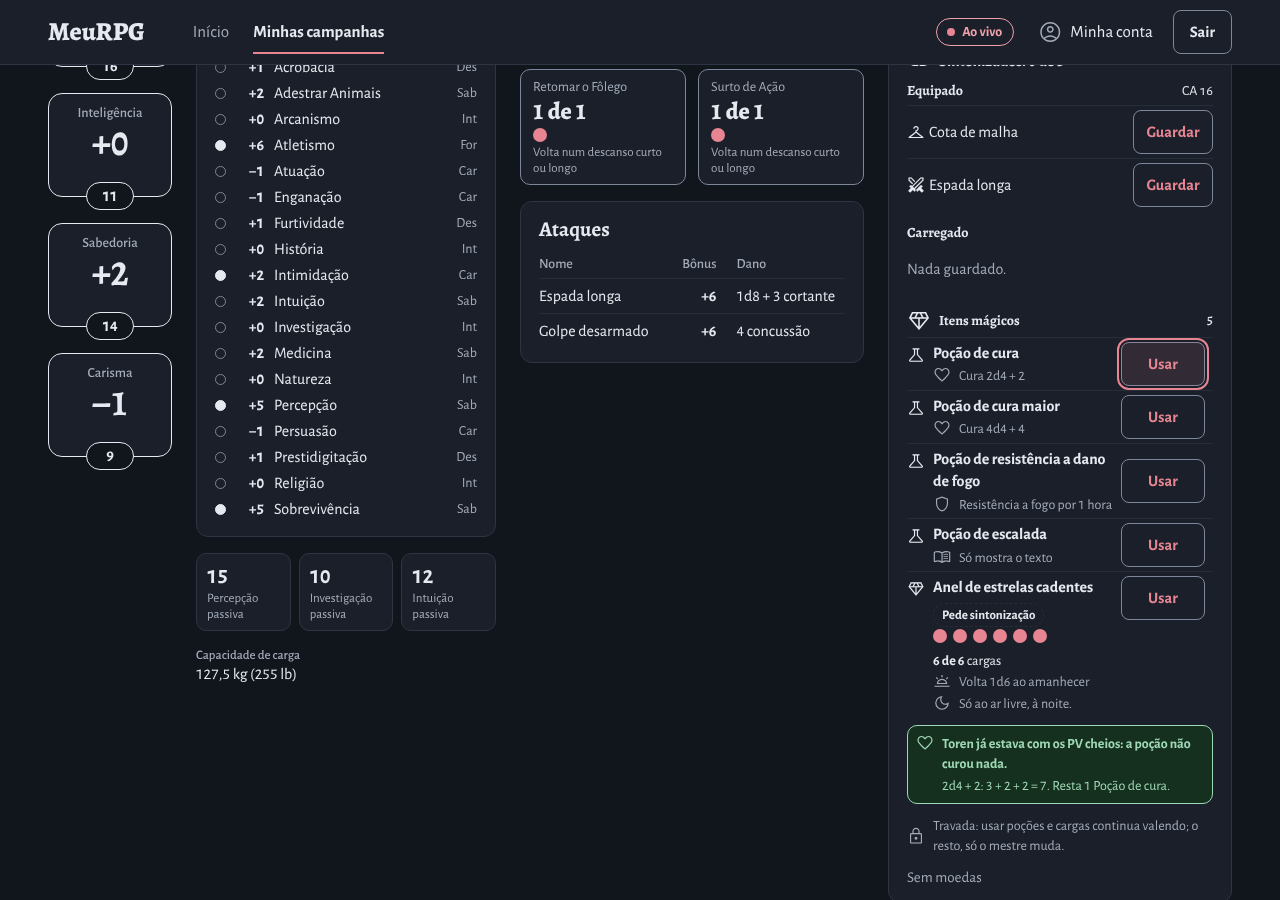 MeuRPG
Início
Minhas campanhas
Ao vivo
Minha conta
Sair
16
Inteligência
+0
11
Sabedoria
+2
14
Carisma
−1
9
+1 Acrobacia Des
+2 Adestrar Animais Sab
+0 Arcanismo Int
+6 Atletismo For
−1 Atuação Car
−1 Enganação Car
+1 Furtividade Des
+0 História Int
+2 Intimidação Car
+2 Intuição Sab
+0 Investigação Int
+2 Medicina Sab
+0 Natureza Int
+5 Percepção Sab
−1 Persuasão Car
+1 Prestidigitação Des
+0 Religião Int
+5 Sobrevivência Sab
15
Percepção
passiva
10
Investigação
passiva
12
Intuição
passiva
Capacidade de carga
127,5 kg (255 lb)
Retomar o Fôlego
1 de 1
Volta num descanso curto
ou longo
Surto de Ação
1 de 1
Volta num descanso curto
ou longo
Ataques
Nome Bônus Dano
Espada longa +6 1d8 + 3 cortante
Golpe desarmado +6 4 concussão
Equipado CA 16
Cota de malha Guardar
Espada longa Guardar
Carregado
Nada guardado.
Itens mágicos 5
Poção de cura
Cura 2d4 + 2
Usar
Poção de cura maior
Cura 4d4 + 4
Usar
Poção de resistência a dano
de fogo
Resistência a fogo por 1 hora
Usar
Poção de escalada
Só mostra o texto
Usar
Anel de estrelas cadentes
Usar
Pede sintonização
6 de 6 cargas
Volta 1d6 ao amanhecer
Só ao ar livre, à noite.
Toren já estava com os PV cheios: a poção não
curou nada.
2d4 + 2: 3 + 2 + 2 = 7. Resta 1 Poção de cura.
Travada: usar poções e cargas continua valendo; o
resto, só o mestre muda.
Sem moedas